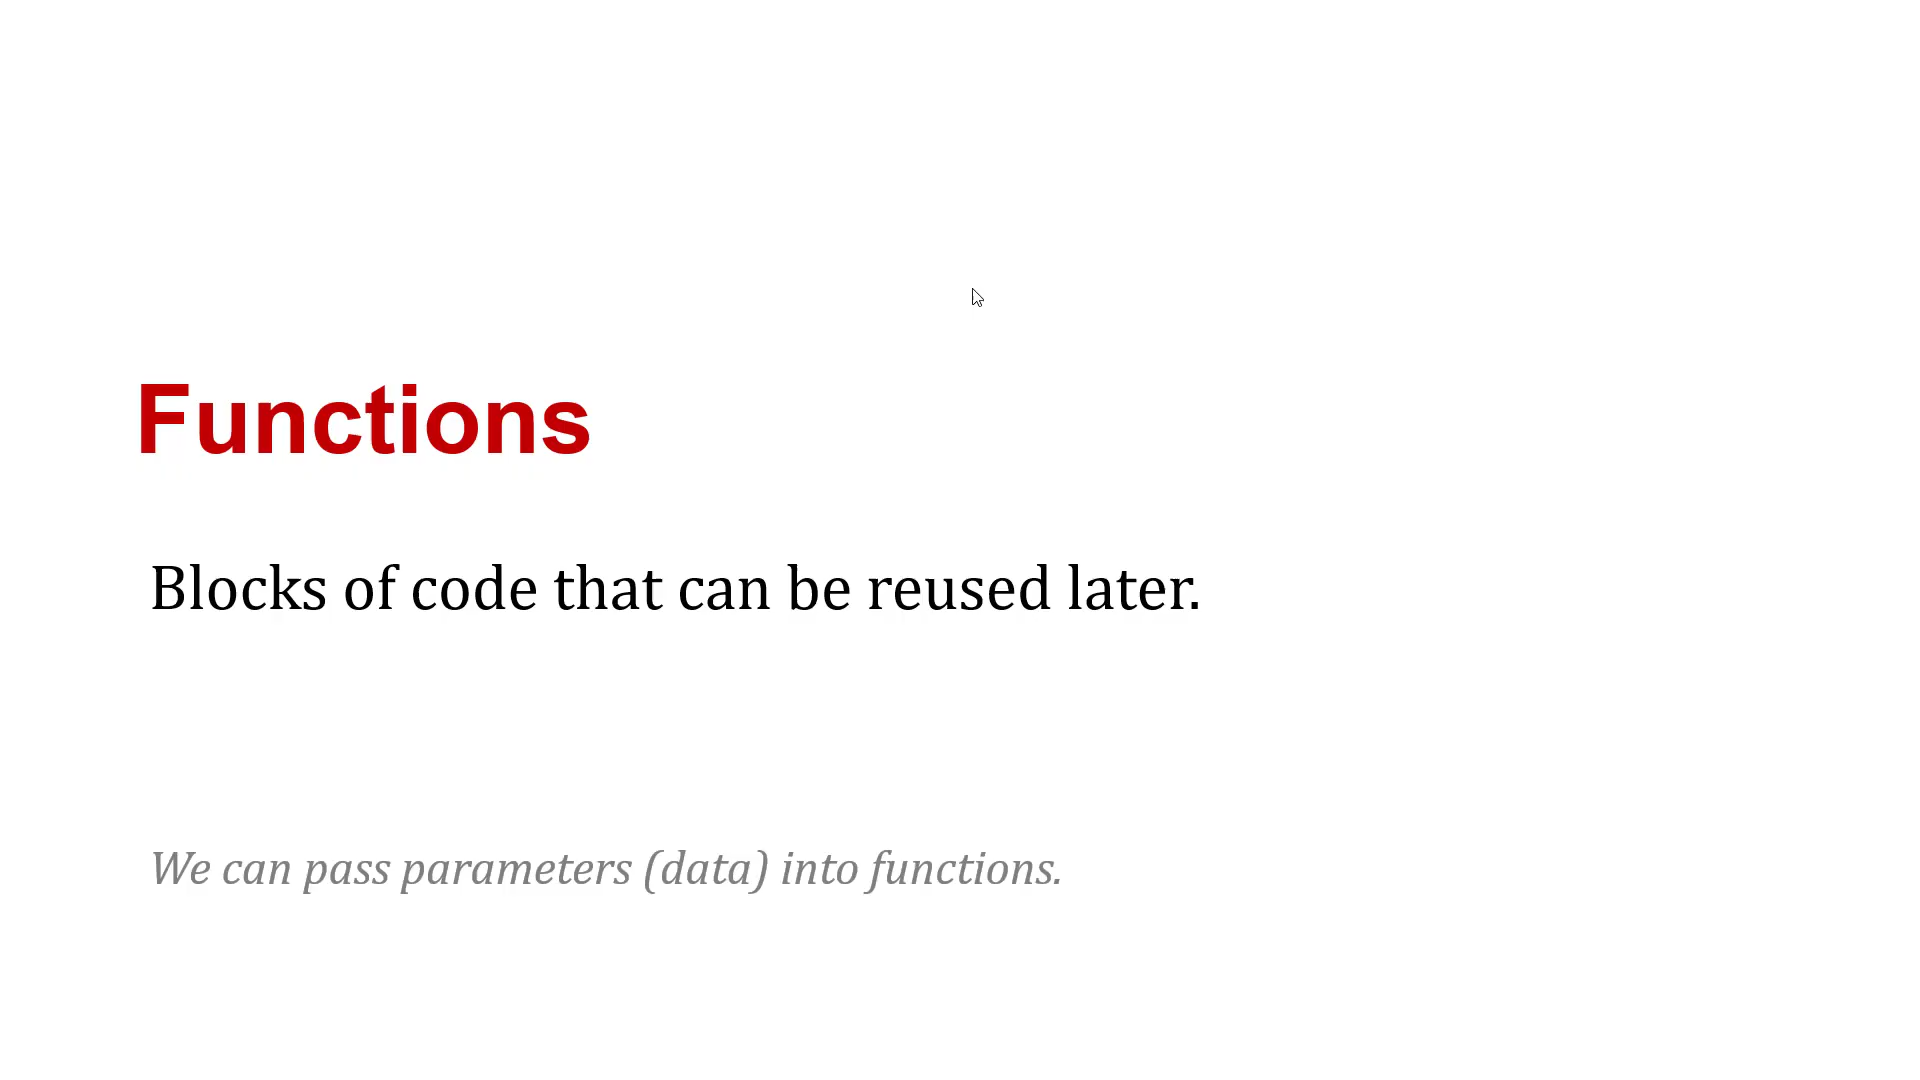 Functions
Blocks of code that can be reused later.
We can pass parameters (data) into functions.